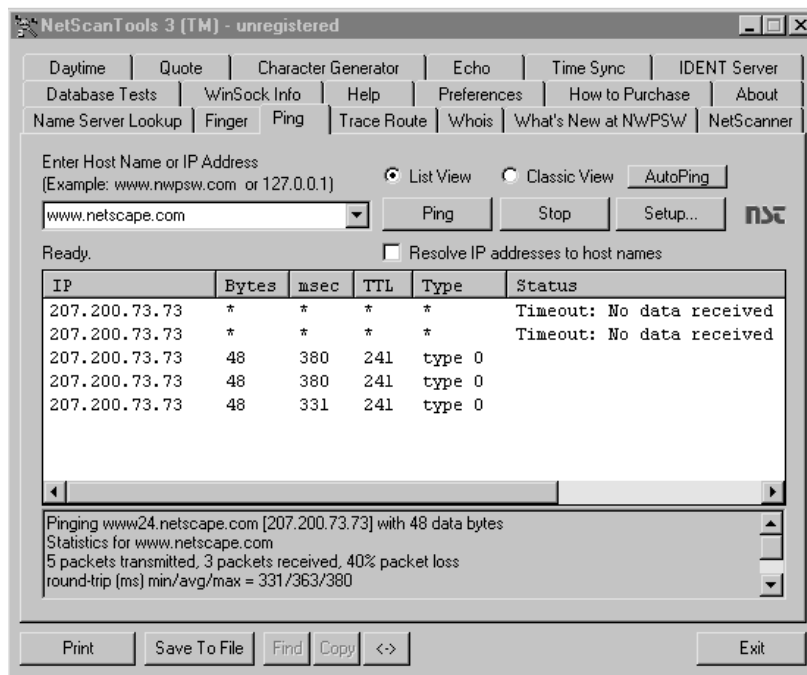 NetScanTools 3 (TM) - unregistered
Daytime Quote Character Generator Echo Time Sync IDENT Server
Database Tests WinSock Info Help Preferences How to Purchase About
Name Server Lookup Finger Ping Trace Route Whois What's New at NWPSW NetScanner
Enter Host Name or IP Address
(Example: www.nwpsw.com or 127.0.0.1)
List View Classic View AutoPing
www.netscape.com Ping Stop Setup... nst
Ready. Resolve IP addresses to host names
IP Bytes msec TTL Type Status
207.200.73.73 * * * * Timeout: No data received
207.200.73.73 * * * * Timeout: No data received
207.200.73.73 48 380 241 type 0
207.200.73.73 48 380 241 type 0
207.200.73.73 48 331 241 type 0
Pinging www24.netscape.com [207.200.73.73] with 48 data bytes
Statistics for www.netscape.com
5 packets transmitted, 3 packets received, 40% packet loss
round-trip (ms) min/avg/max = 331/363/380
Print Save To File Find Copy <-> Exit